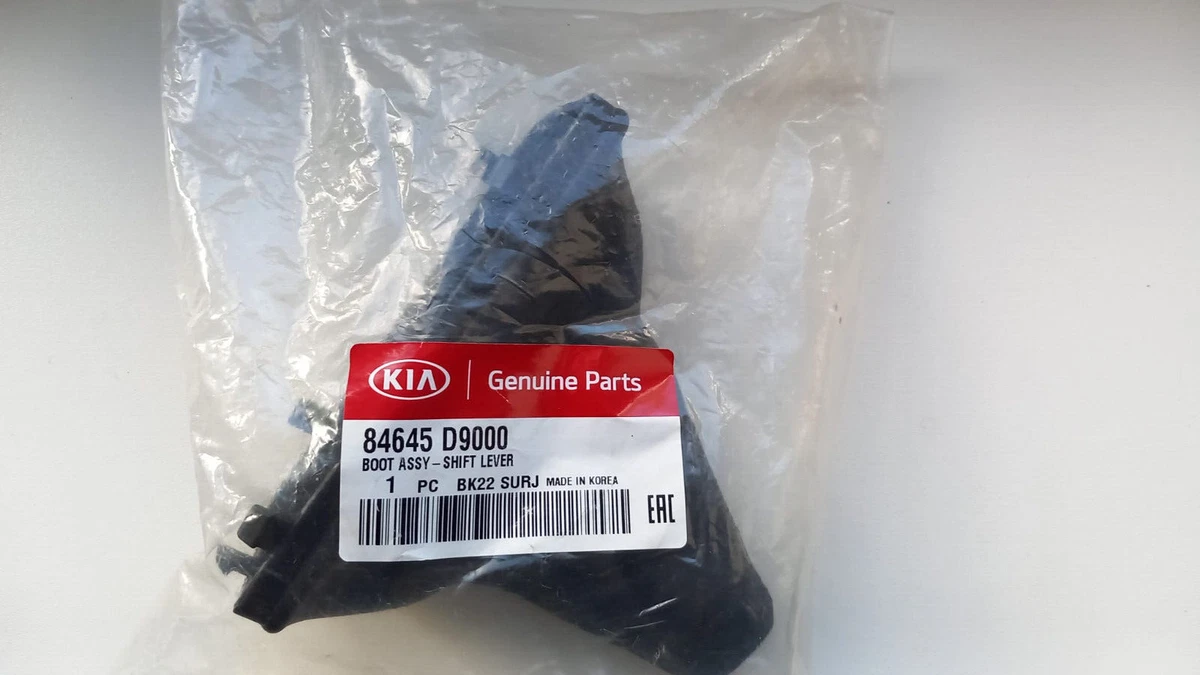 KIA Genuine Parts
84645 D9000
BOOT ASSY-SHIFT LEVER
1 PC BK22 SURJ MADE IN KOREA
EAC